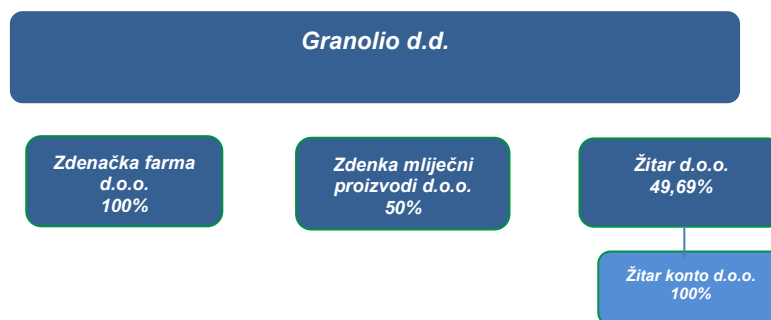 Granolio d.d.
Zdenačka farma
d.o.o.
100%
Zdenka mliječni
proizvodi d.o.o.
50%
Žitar d.o.o.
49,69%
Žitar konto d.o.o.
100%